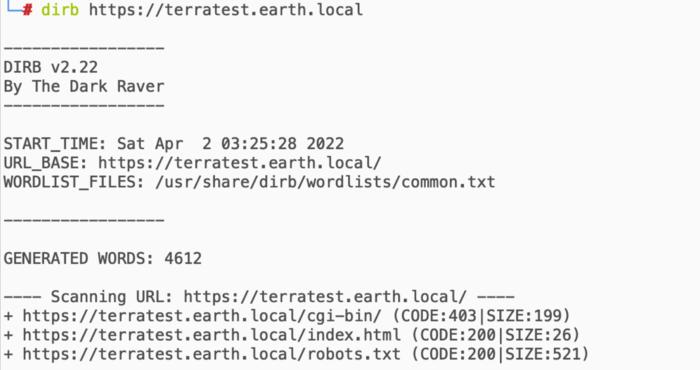 └─# dirb https://terratest.earth.local
-----------------
DIRB v2.22
By The Dark Raver
-----------------
START_TIME: Sat Apr  2 03:25:28 2022
URL_BASE: https://terratest.earth.local/
WORDLIST_FILES: /usr/share/dirb/wordlists/common.txt
-----------------
GENERATED WORDS: 4612
---- Scanning URL: https://terratest.earth.local/ ----
+ https://terratest.earth.local/cgi-bin/ (CODE:403|SIZE:199)
+ https://terratest.earth.local/index.html (CODE:200|SIZE:26)
+ https://terratest.earth.local/robots.txt (CODE:200|SIZE:521)